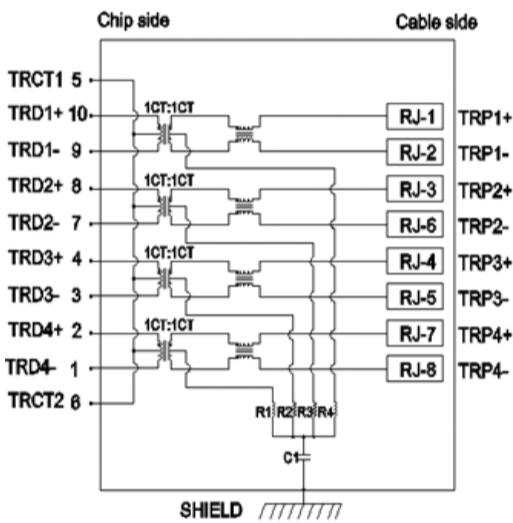 Chip side Cable side
TRCT1 5
1CT:1CT
TRD1+ 10 RJ-1 TRP1+
TRD1- 9 RJ-2 TRP1-
1CT:1CT
TRD2+ 8 RJ-3 TRP2+
TRD2- 7 RJ-6 TRP2-
1CT:1CT
TRD3+ 4 RJ-4 TRP3+
TRD3- 3 RJ-5 TRP3-
1CT:1CT
TRD4+ 2 RJ-7 TRP4+
TRD4- 1 RJ-8 TRP4-
TRCT2 6
R1 R2 R3 R4
C1
SHIELD